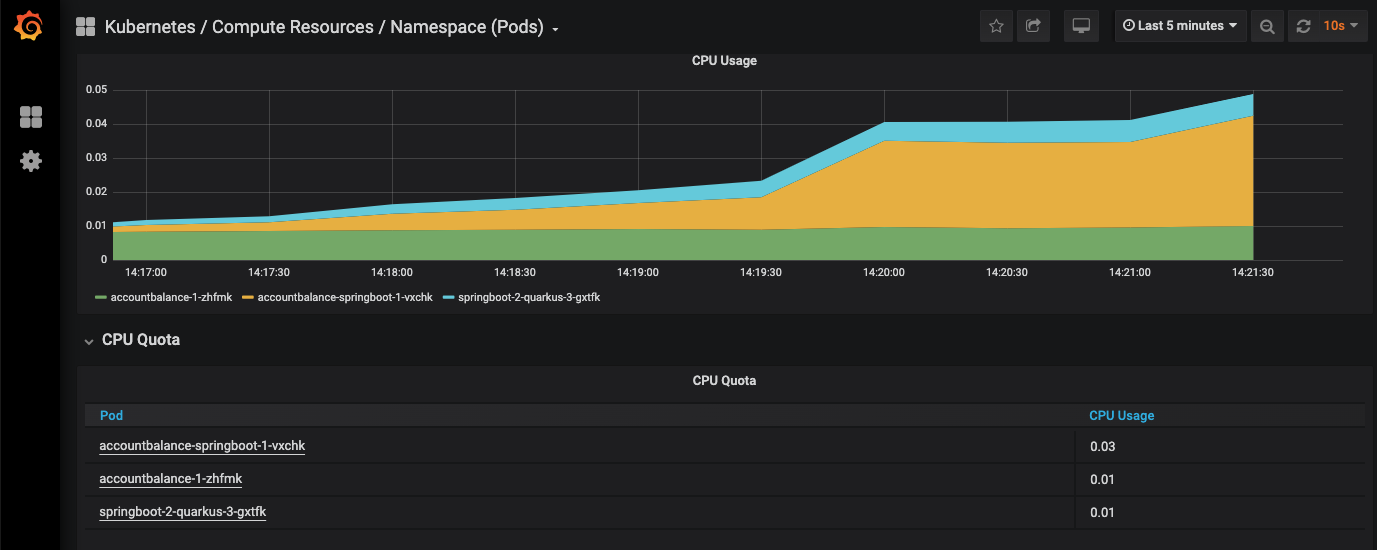 Kubernetes / Compute Resources / Namespace (Pods)
Last 5 minutes
10s
CPU Usage
0.05
0.04
0.03
0.02
0.01
0
14:17:00 14:17:30 14:18:00 14:18:30 14:19:00 14:19:30 14:20:00 14:20:30 14:21:00 14:21:30
accountbalance-1-zhfmk accountbalance-springboot-1-vxchk springboot-2-quarkus-3-gxtfk
CPU Quota
CPU Quota
Pod CPU Usage
accountbalance-springboot-1-vxchk 0.03
accountbalance-1-zhfmk 0.01
springboot-2-quarkus-3-gxtfk 0.01